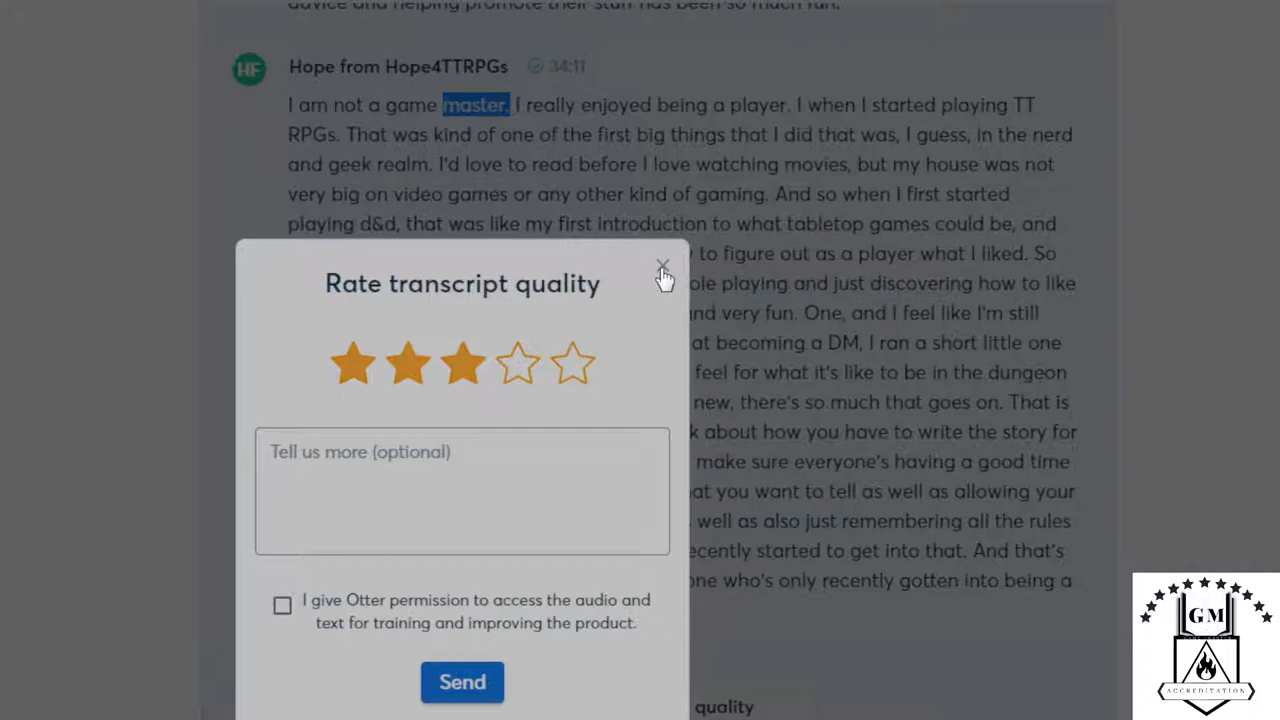 advice and helping promote their stuff has been so much fun.
HF Hope from Hope4TTRPGs 34:11
I am not a game master. I really enjoyed being a player. I when I started playing TT
RPGs. That was kind of one of the first big things that I did that was, I guess, in the nerd
and geek realm. I'd love to read before I love watching movies, but my house was not
very big on video games or any other kind of gaming. And so when I first started
playing d&d, that was like my first introduction to what tabletop games could be, and
to figure out as a player what I liked. So
ole playing and just discovering how to like
nd very fun. One, and I feel like I'm still
at becoming a DM, I ran a short little one
feel for what it's like to be in the dungeon
new, there's so much that goes on. That is
k about how you have to write the story for
make sure everyone's having a good time
at you want to tell as well as allowing your
well as also just remembering all the rules
ecently started to get into that. And that's
one who's only recently gotten into being a
quality
Rate transcript quality
Tell us more (optional)
I give Otter permission to access the audio and
text for training and improving the product.
Send
GM
ACCREDITATION